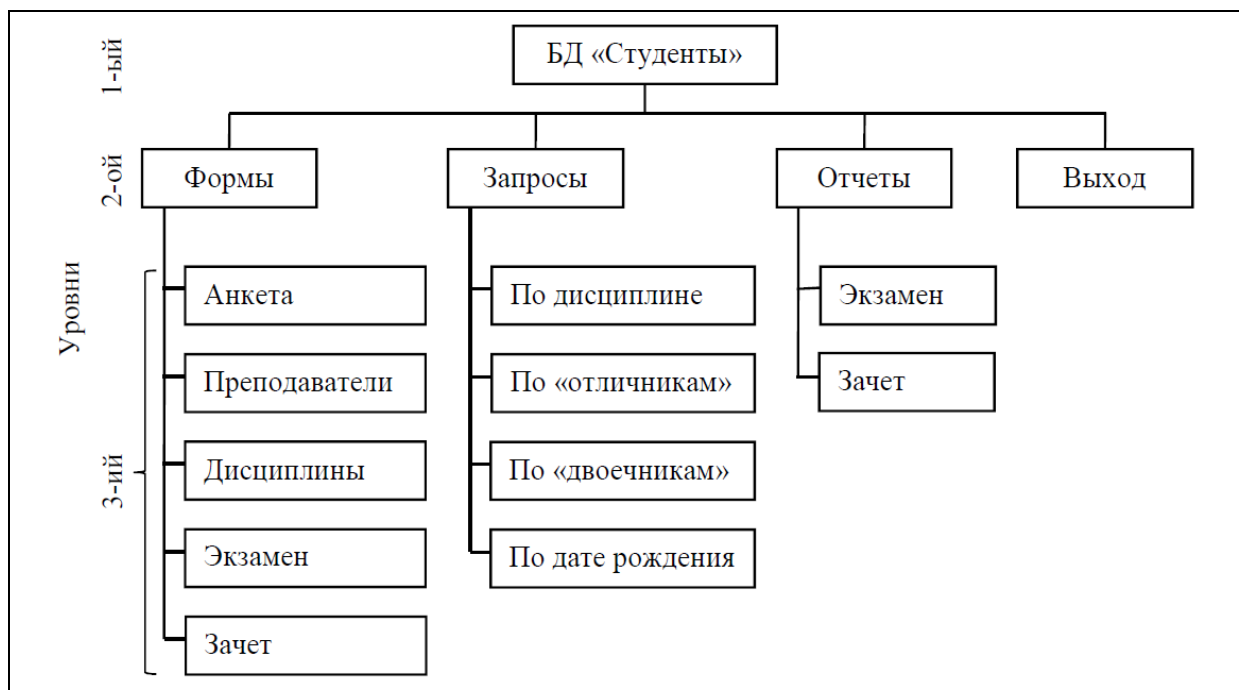 1-ый
БД «Студенты»
2-ой
Формы
Запросы
Отчеты
Выход
Уровни
3-ий
Анкета
Преподаватели
Дисциплины
Экзамен
Зачет
По дисциплине
По «отличникам»
По «двоечникам»
По дате рождения
Экзамен
Зачет